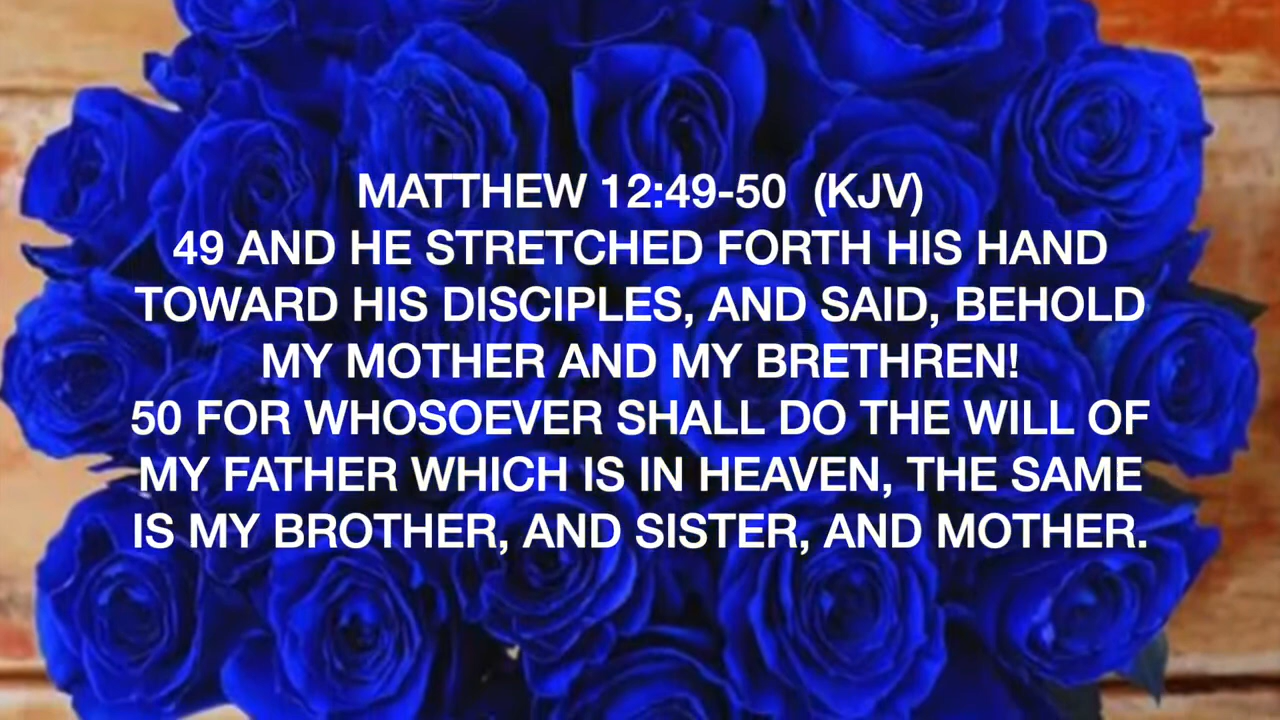 MATTHEW 12:49-50  (KJV)
49 AND HE STRETCHED FORTH HIS HAND
TOWARD HIS DISCIPLES, AND SAID, BEHOLD
MY MOTHER AND MY BRETHREN!
50 FOR WHOSOEVER SHALL DO THE WILL OF
MY FATHER WHICH IS IN HEAVEN, THE SAME
IS MY BROTHER, AND SISTER, AND MOTHER.